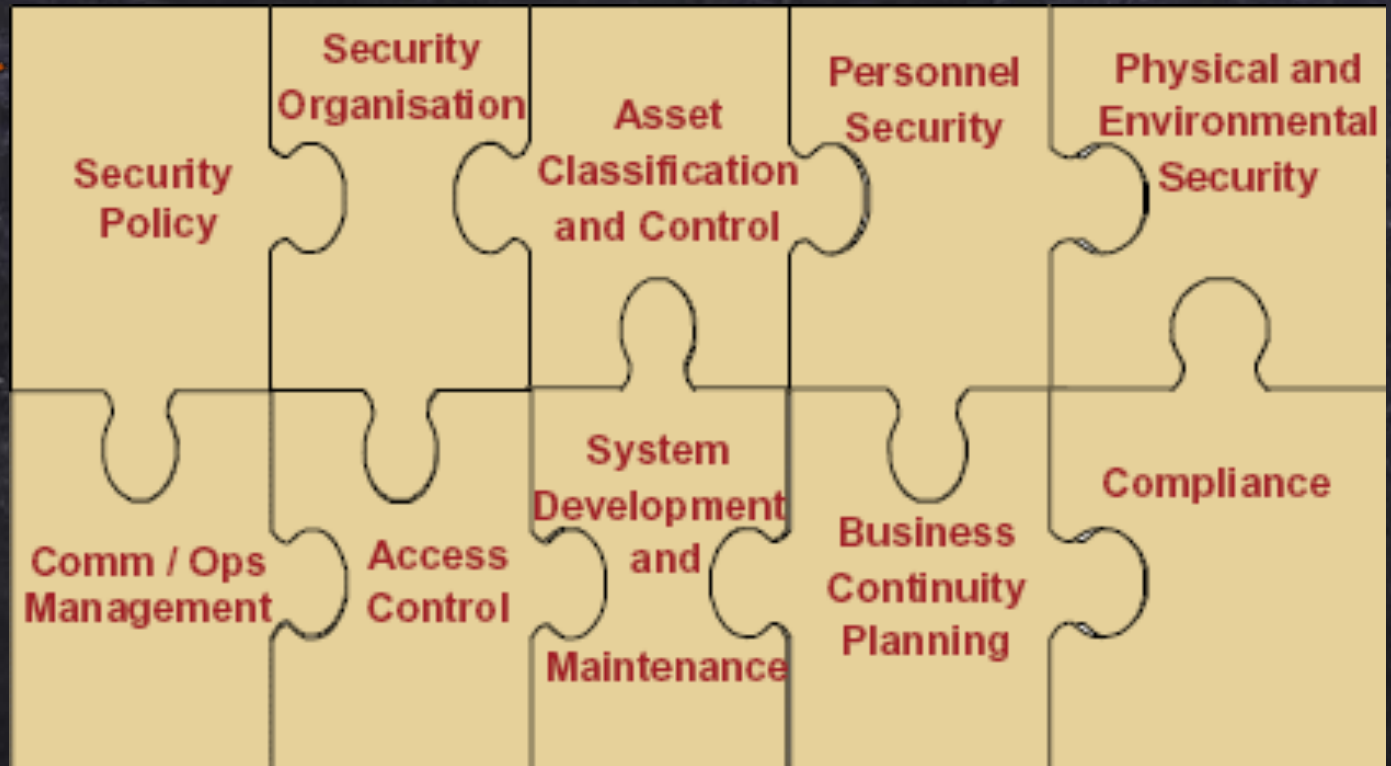 Security
Policy
Security
Organisation
Asset
Classification
and Control
Personnel
Security
Physical and
Environmental
Security
Comm / Ops
Management
Access
Control
System
Development
and
Maintenance
Business
Continuity
Planning
Compliance